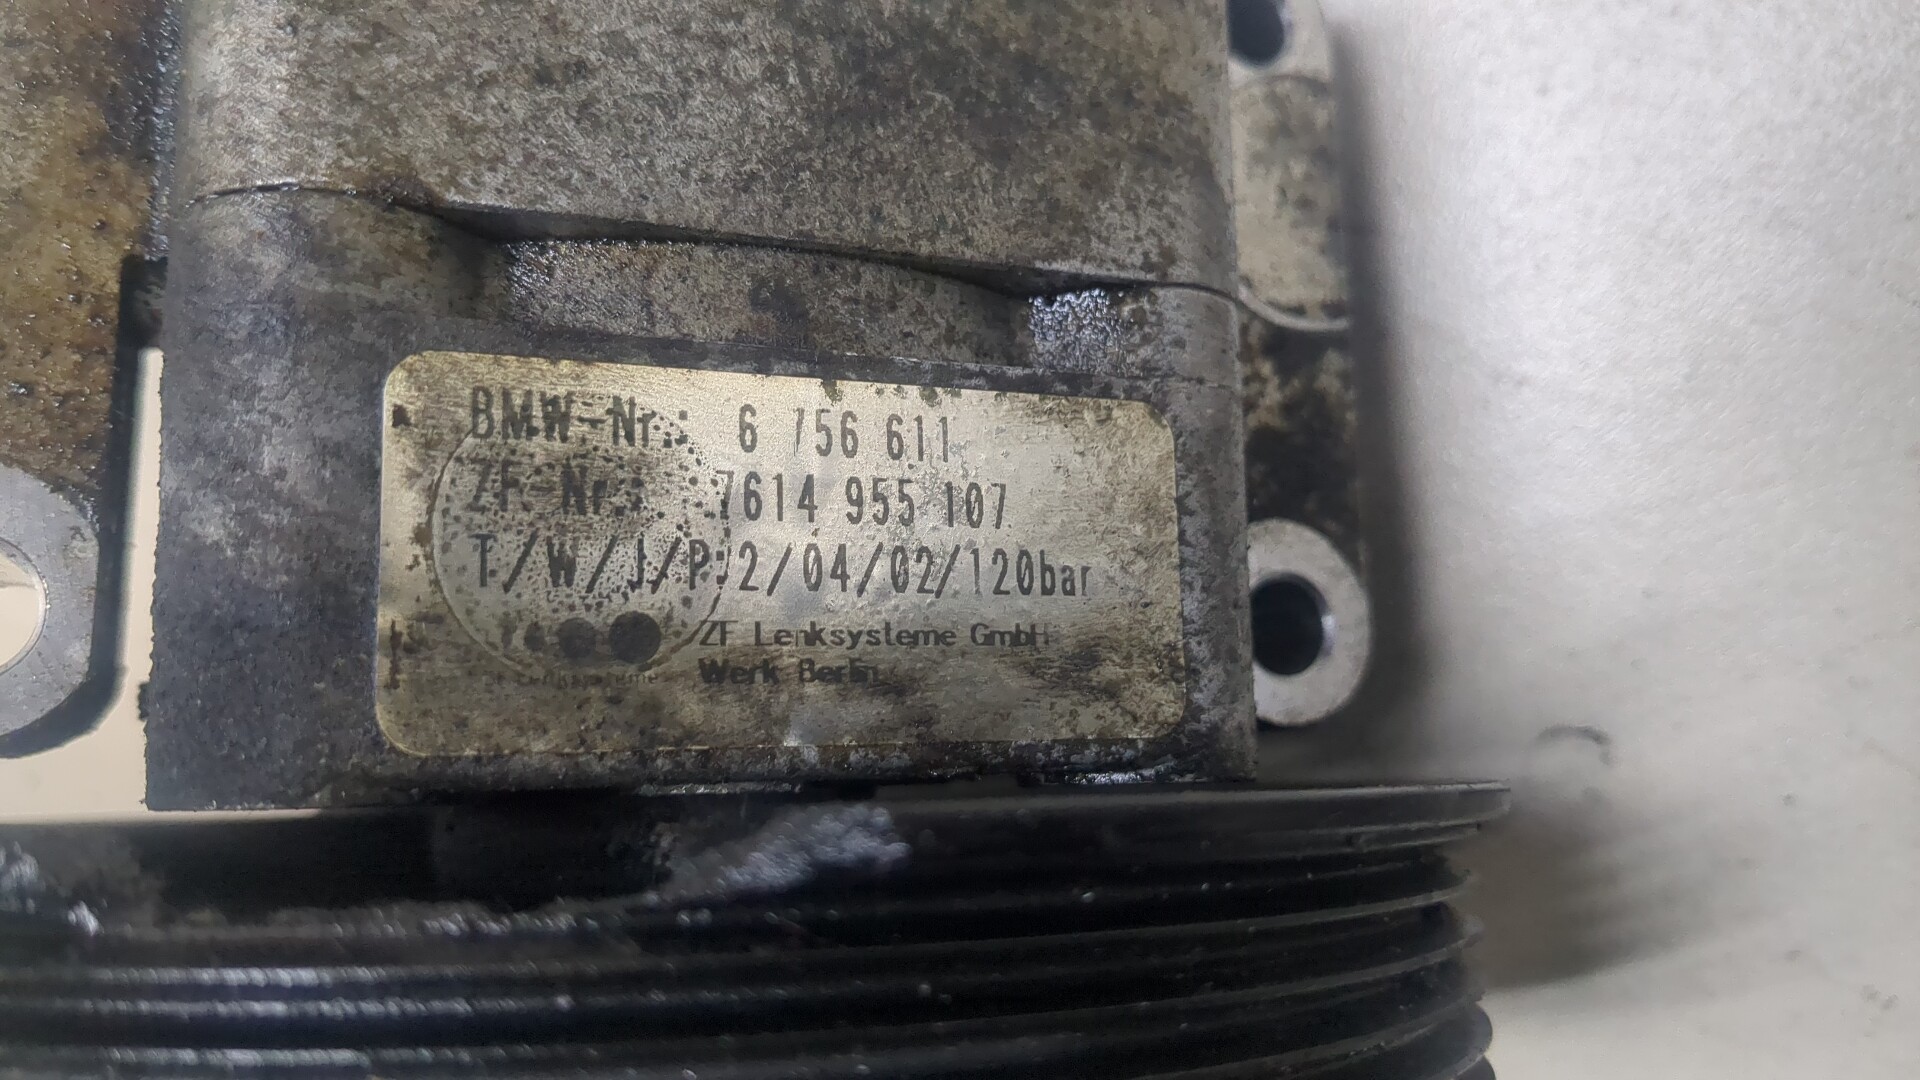 BMW-Nr.: 6 756 611
ZF-Nr.: 7614 955 107
T/W/J/P:2/04/02/120bar
ZF Lenksysteme GmbH
Werk Berlin